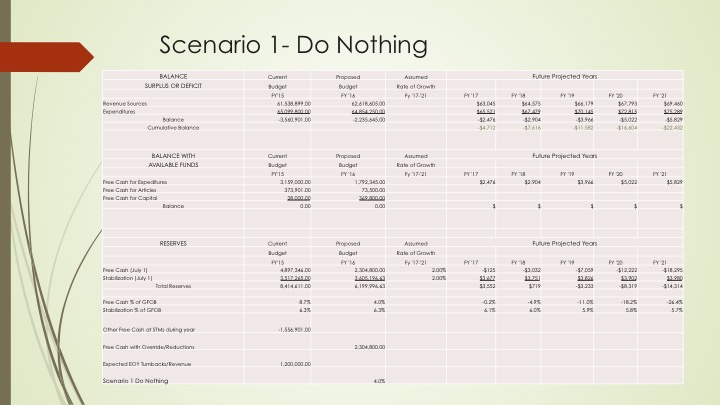 Scenario 1- Do Nothing
BALANCE Current Proposed Assumed Future Projected Years
SURPLUS OR DEFICIT Budget Budget Rate of Growth
FY'15 FY'16 Fy '17-'21 FY '17 FY '18 FY '19 FY '20 FY '21
Revenue Sources 61,538,899.00 62,618,605.00 $63,045 $64,575 $66,179 $67,793 $69,460
Expenditures 65,099,800.00 64,854,250.00 $65,521 $67,479 $70,145 $72,815 $75,289
Balance -3,560,901.00 -2,235,645.00 -$2,476 -$2,904 -$3,966 -$5,022 -$5,829
Cumulative Balance -$4,712 -$7,616 -$11,582 -$16,604 -$22,432
BALANCE WITH Current Proposed Assumed Future Projected Years
AVAILABLE FUNDS Budget Budget Rate of Growth
FY'15 FY'16 Fy '17-'21 FY '17 FY '18 FY '19 FY '20 FY '21
Free Cash for Expeditures 3,159,000.00 1,792,345.00 $2,476 $2,904 $3,966 $5,022 $5,829
Free Cash for Articles 373,901.00 73,500.00
Free Cash for Capital 28,000.00 369,800.00
Balance 0.00 0.00 $ $ $ $ $
RESERVES Current Proposed Assumed Future Projected Years
Budget Budget Rate of Growth
FY'15 FY'16 Fy '17-'21 FY '17 FY '18 FY '19 FY '20 FY '21
Free Cash (July 1) 4,897,346.00 2,304,800.00 2.00% -$125 -$3,032 -$7,059 -$12,222 -$18,295
Stabilization (July 1) 3,517,265.00 3,605,196.63 2.00% $3,677 $3,751 $3,826 $3,902 $3,980
Total Reserves 8,414,611.00 6,199,996.63 $3,552 $719 -$3,233 -$8,319 -$14,314
Free Cash % of GFOB 8.7% 4.0% -0.2% -4.9% -11.0% -18.2% -26.4%
Stabilization % of GFOB 6.3% 6.3% 6.1% 6.0% 5.9% 5.8% 5.7%
Other Free Cash at STMs during year -1,556,901.00
Free Cash with Override/Reductions 2,304,800.00
Expected EOY Turnbacks/Revenue 1,200,000.00
Scenario 1 Do Nothing 4.0%